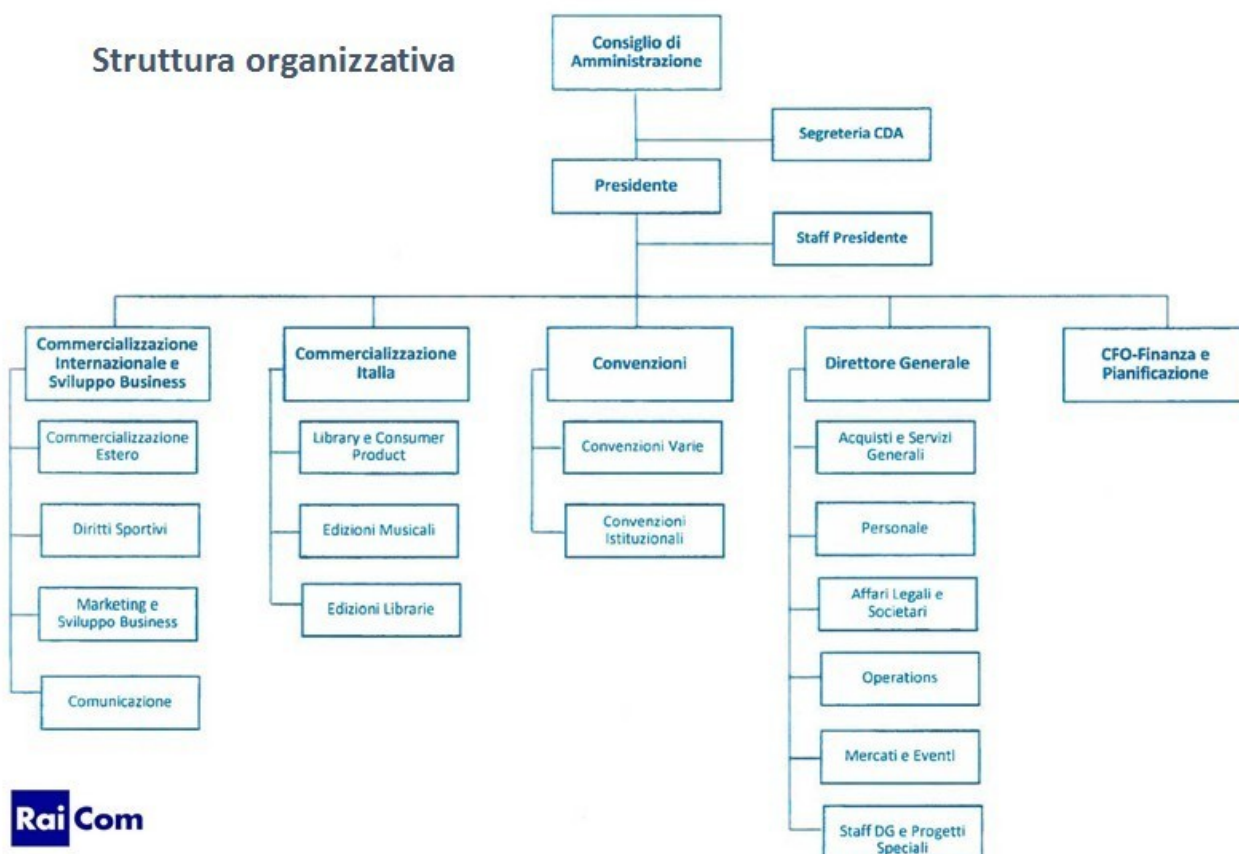 Struttura organizzativa
Consiglio di
Amministrazione
Segreteria CDA
Presidente
Staff Presidente
Commercializzazione
Internazionale e
Sviluppo Business
Commercializzazione
Estero
Diritti Sportivi
Marketing e
Sviluppo Business
Comunicazione
Commercializzazione
Italia
Library e Consumer
Product
Edizioni Musicali
Edizioni Librarie
Convenzioni
Convenzioni Varie
Convenzioni
Istituzionali
Direttore Generale
Acquisti e Servizi
Generali
Personale
Affari Legali e
Societari
Operations
Mercati e Eventi
Staff DG e Progetti
Speciali
CFO-Finanza e
Pianificazione
Rai Com